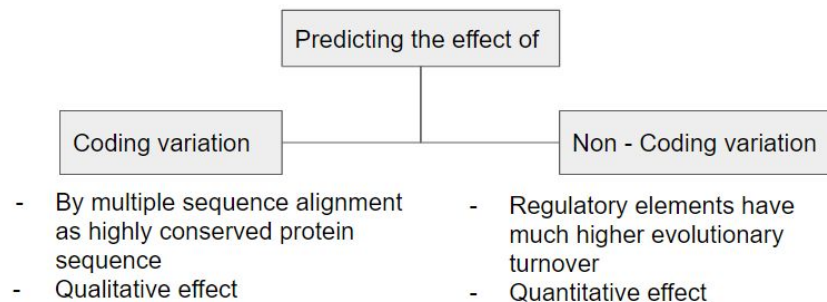 Predicting the effect of
Coding variation
Non - Coding variation
- By multiple sequence alignment
as highly conserved protein
sequence
- Qualitative effect
- Regulatory elements have
much higher evolutionary
turnover
- Quantitative effect